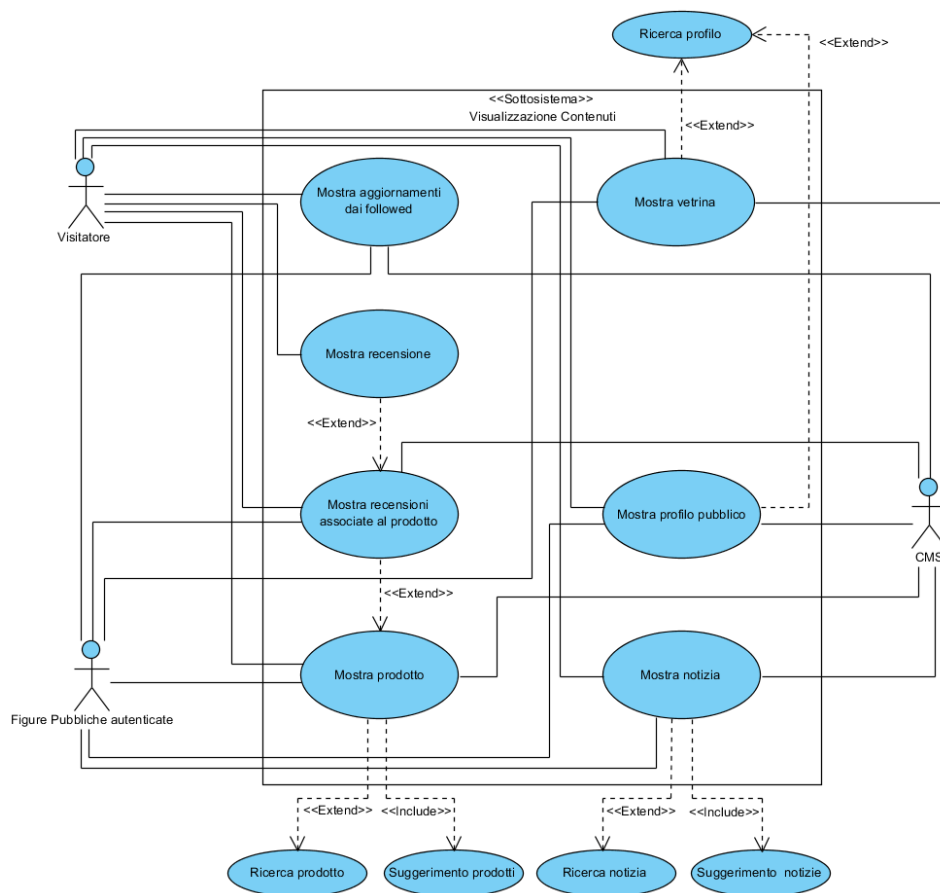 Ricerca profilo
<<Extend>>
<<Sottosistema>>
Visualizzazione Contenuti
<<Extend>>
Mostra aggiornamenti
dai followed
Mostra vetrina
Visitatore
Mostra recensione
<<Extend>>
Mostra recensioni
associate al prodotto
Mostra profilo pubblico
CMS
<<Extend>>
Mostra prodotto
Mostra notizia
Figure Pubbliche autenticate
<<Extend>>
<<Include>>
<<Extend>>
<<Include>>
Ricerca prodotto
Suggerimento prodotti
Ricerca notizia
Suggerimento notizie